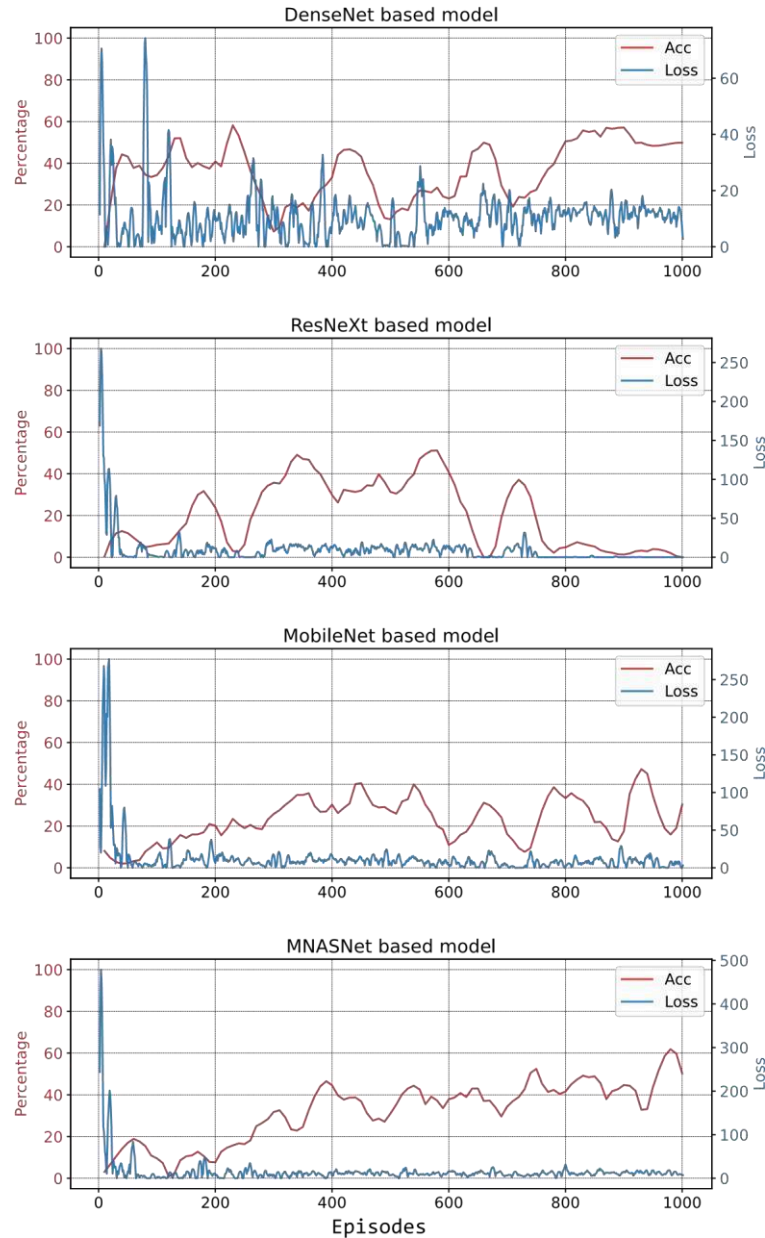 DenseNet based model
100
80
60
40
20
0
Percentage
Acc
Loss
60
40
20
0
Loss
0 200 400 600 800 1000
ResNeXt based model
100
80
60
40
20
0
Percentage
Acc
Loss
250
200
150
100
50
0
Loss
0 200 400 600 800 1000
MobileNet based model
100
80
60
40
20
0
Percentage
Acc
Loss
250
200
150
100
50
0
Loss
0 200 400 600 800 1000
MNASNet based model
100
80
60
40
20
0
Percentage
Acc
Loss
500
400
300
200
100
0
Loss
0 200 400 600 800 1000
Episodes